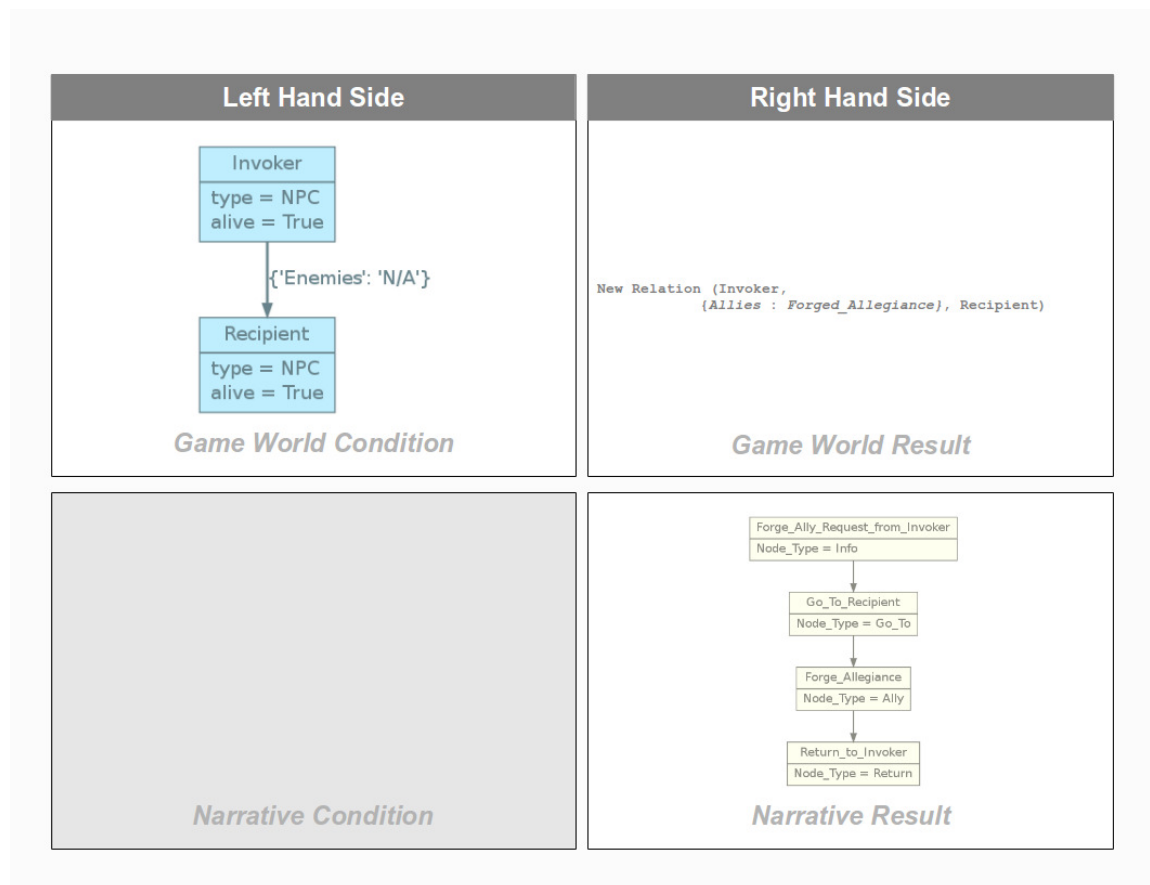 Left Hand Side
Invoker
type = NPC
alive = True
{'Enemies': 'N/A'}
Recipient
type = NPC
alive = True
Game World Condition
Right Hand Side
New Relation (Invoker,
{Allies : Forged_Allegiance}, Recipient)
Game World Result
Narrative Condition
Forge_Ally_Request_from_Invoker
Node_Type = Info
Go_To_Recipient
Node_Type = Go_To
Forge_Allegiance
Node_Type = Ally
Return_to_Invoker
Node_Type = Return
Narrative Result